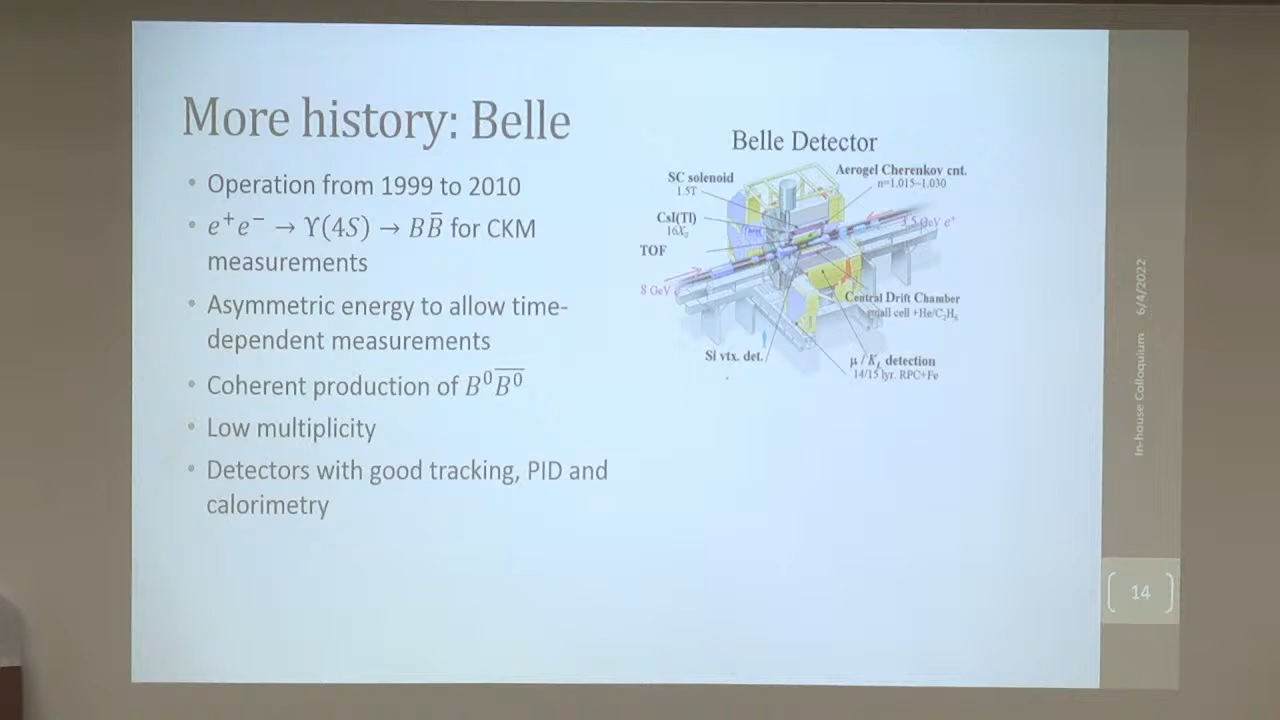 More history: Belle
• Operation from 1999 to 2010
• e⁺e⁻ → ϒ(4S) → BB̄ for CKM
measurements
• Asymmetric energy to allow time-
dependent measurements
• Coherent production of B⁰B̅⁰̅
• Low multiplicity
• Detectors with good tracking, PID and
calorimetry
Belle Detector
SC solenoid
1.5T
Aerogel Cherenkov cnt.
n=1.015~1.030
CsI(Tl)
16X₀
3.5 GeV e⁺
TOF
8 GeV e⁻
Central Drift Chamber
small cell +He/C₂H₆
Si vtx. det.
μ / K_L detection
14/15 lyr. RPC+Fe
In-house Colloquium 6/4/2022
14